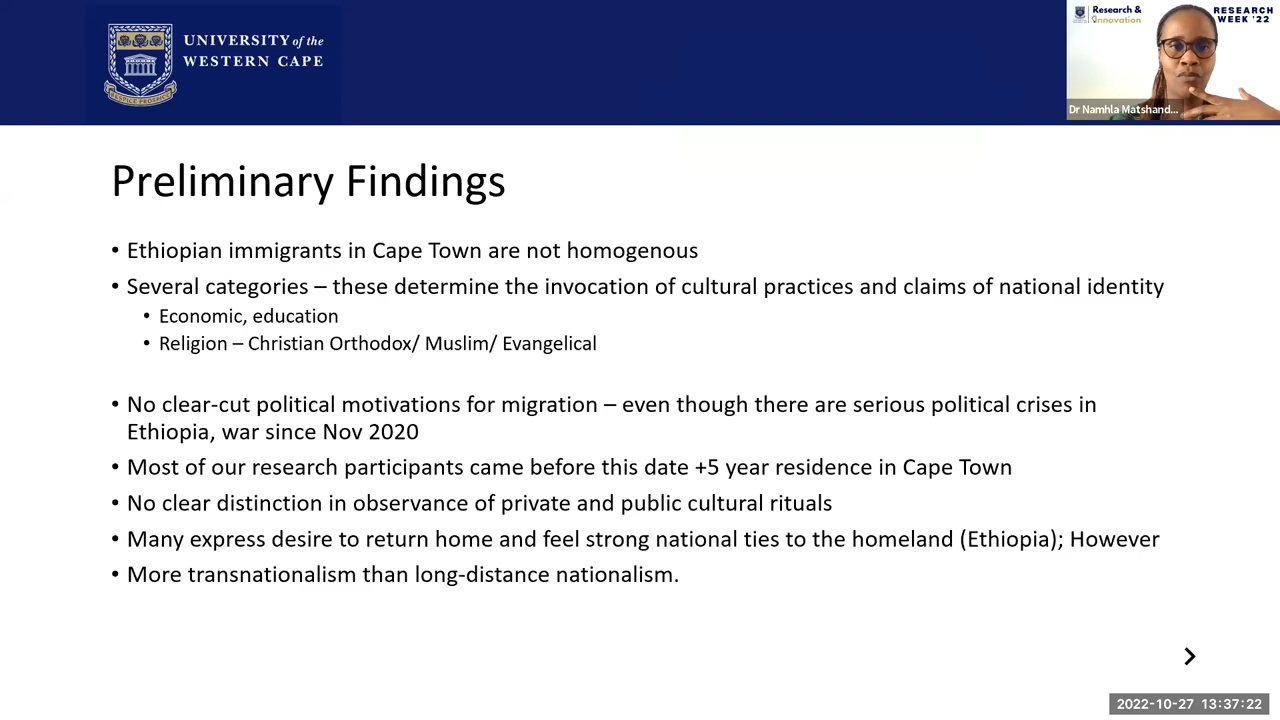 UNIVERSITY of the
WESTERN CAPE
Research &
Innovation
RESEARCH
WEEK '22
Dr Namhla Matshand...
Preliminary Findings
• Ethiopian immigrants in Cape Town are not homogenous
• Several categories – these determine the invocation of cultural practices and claims of national identity
• Economic, education
• Religion – Christian Orthodox/ Muslim/ Evangelical
• No clear-cut political motivations for migration – even though there are serious political crises in
Ethiopia, war since Nov 2020
• Most of our research participants came before this date +5 year residence in Cape Town
• No clear distinction in observance of private and public cultural rituals
• Many express desire to return home and feel strong national ties to the homeland (Ethiopia); However
• More transnationalism than long-distance nationalism.
2022-10-27 13:37:22